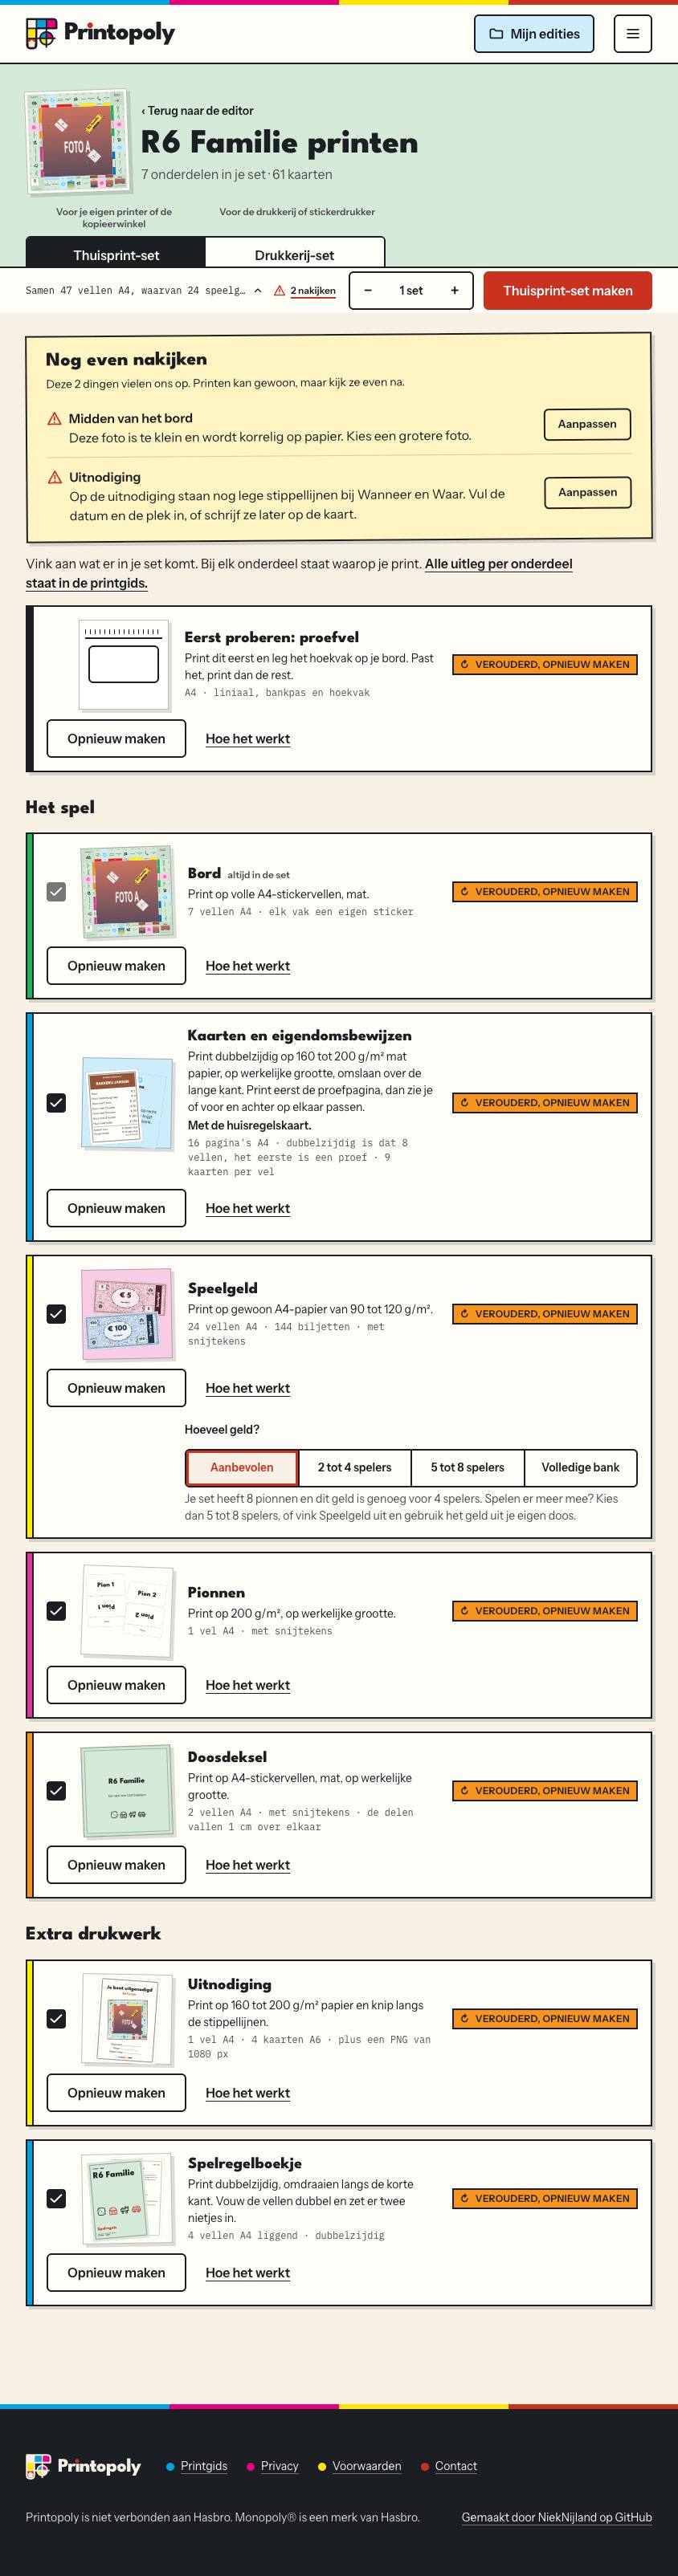 Printopoly
Mijn edities
FOTO A
‹ Terug naar de editor
R6 Familie printen
7 onderdelen in je set · 61 kaarten
Voor je eigen printer of de
kopieerwinkel
Voor de drukkerij of stickerdrukker
Thuisprint-set
Drukkerij-set
Samen 47 vellen A4, waarvan 24 speelg…
2 nakijken
− 1 set +
Thuisprint-set maken
Nog even nakijken
Deze 2 dingen vielen ons op. Printen kan gewoon, maar kijk ze even na.
Midden van het bord
Deze foto is te klein en wordt korrelig op papier. Kies een grotere foto.
Aanpassen
Uitnodiging
Op de uitnodiging staan nog lege stippellijnen bij Wanneer en Waar. Vul de
datum en de plek in, of schrijf ze later op de kaart.
Aanpassen
Vink aan wat er in je set komt. Bij elk onderdeel staat waarop je print. Alle uitleg per onderdeel
staat in de printgids.
Eerst proberen: proefvel
Print dit eerst en leg het hoekvak op je bord. Past
het, print dan de rest.
A4 · liniaal, bankpas en hoekvak
VEROUDERD, OPNIEUW MAKEN
Opnieuw maken
Hoe het werkt
Het spel
FOTO A
Bord altijd in de set
Print op volle A4-stickervellen, mat.
7 vellen A4 · elk vak een eigen sticker
VEROUDERD, OPNIEUW MAKEN
Opnieuw maken
Hoe het werkt
Kaarten en eigendomsbewijzen
Print dubbelzijdig op 160 tot 200 g/m² mat
papier, op werkelijke grootte, omslaan over de
lange kant. Print eerst de proefpagina, dan zie je
of voor en achter op elkaar passen.
Met de huisregelskaart.
16 pagina's A4 · dubbelzijdig is dat 8
vellen, het eerste is een proef · 9
kaarten per vel
VEROUDERD, OPNIEUW MAKEN
Opnieuw maken
Hoe het werkt
€ 5
€ 100
Speelgeld
Print op gewoon A4-papier van 90 tot 120 g/m².
24 vellen A4 · 144 biljetten · met
snijtekens
VEROUDERD, OPNIEUW MAKEN
Opnieuw maken
Hoe het werkt
Hoeveel geld?
Aanbevolen
2 tot 4 spelers
5 tot 8 spelers
Volledige bank
Je set heeft 8 pionnen en dit geld is genoeg voor 4 spelers. Spelen er meer mee? Kies
dan 5 tot 8 spelers, of vink Speelgeld uit en gebruik het geld uit je eigen doos.
Pion 1
Pion 2
Pion 1
Pion 2
Pionnen
Print op 200 g/m², op werkelijke grootte.
1 vel A4 · met snijtekens
VEROUDERD, OPNIEUW MAKEN
Opnieuw maken
Hoe het werkt
R6 Familie
Doosdeksel
Print op A4-stickervellen, mat, op werkelijke
grootte.
2 vellen A4 · met snijtekens · de delen
vallen 1 cm over elkaar
VEROUDERD, OPNIEUW MAKEN
Opnieuw maken
Hoe het werkt
Extra drukwerk
Je bent uitgenodigd
Uitnodiging
Print op 160 tot 200 g/m² papier en knip langs
de stippellijnen.
1 vel A4 · 4 kaarten A6 · plus een PNG van
1080 px
VEROUDERD, OPNIEUW MAKEN
Opnieuw maken
Hoe het werkt
R6 Familie
Spelregelboekje
Print dubbelzijdig, omdraaien langs de korte
kant. Vouw de vellen dubbel en zet er twee
nietjes in.
4 vellen A4 liggend · dubbelzijdig
VEROUDERD, OPNIEUW MAKEN
Opnieuw maken
Hoe het werkt
Printopoly
Printgids
Privacy
Voorwaarden
Contact
Printopoly is niet verbonden aan Hasbro. Monopoly® is een merk van Hasbro.
Gemaakt door NiekNijland op GitHub